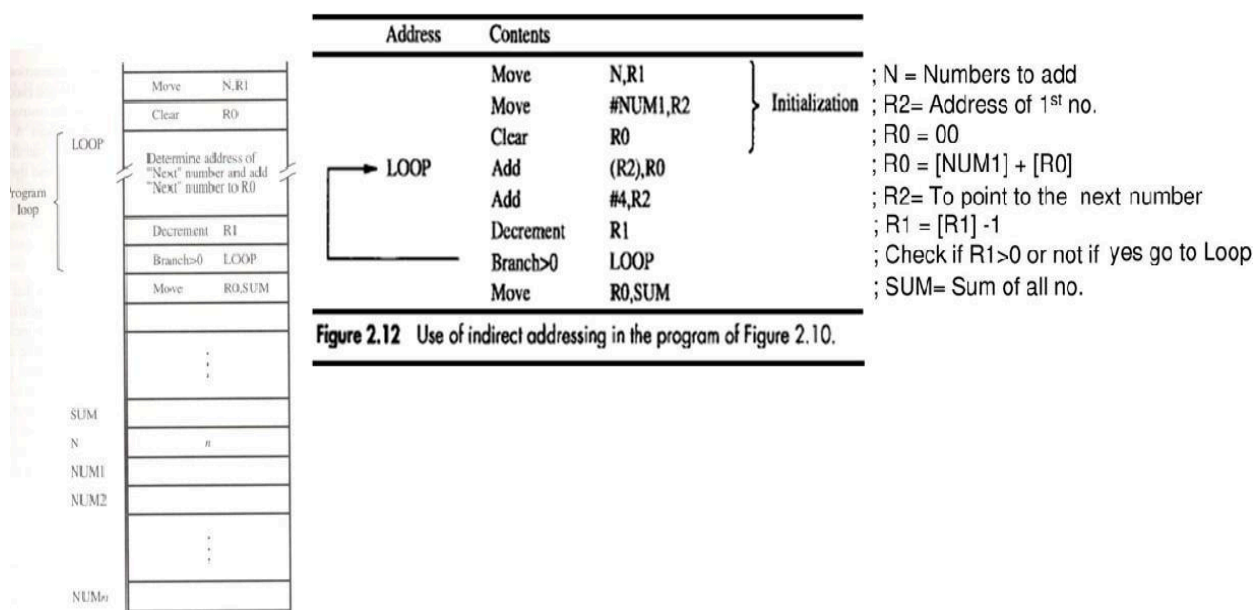 Move N,R1
Clear R0
LOOP
Determine address of
"Next" number and add
"Next" number to R0
rogram
loop
Decrement R1
Branch>0 LOOP
Move R0,SUM
SUM
N n
NUM1
NUM2
NUMn
Address Contents
Move N,R1 ; N = Numbers to add
Move #NUM1,R2 Initialization ; R2= Address of 1st no.
Clear R0 ; R0 = 00
LOOP Add (R2),R0 ; R0 = [NUM1] + [R0]
Add #4,R2 ; R2= To point to the next number
Decrement R1 ; R1 = [R1] -1
Branch>0 LOOP ; Check if R1>0 or not if yes go to Loop
Move R0,SUM ; SUM= Sum of all no.
Figure 2.12 Use of indirect addressing in the program of Figure 2.10.